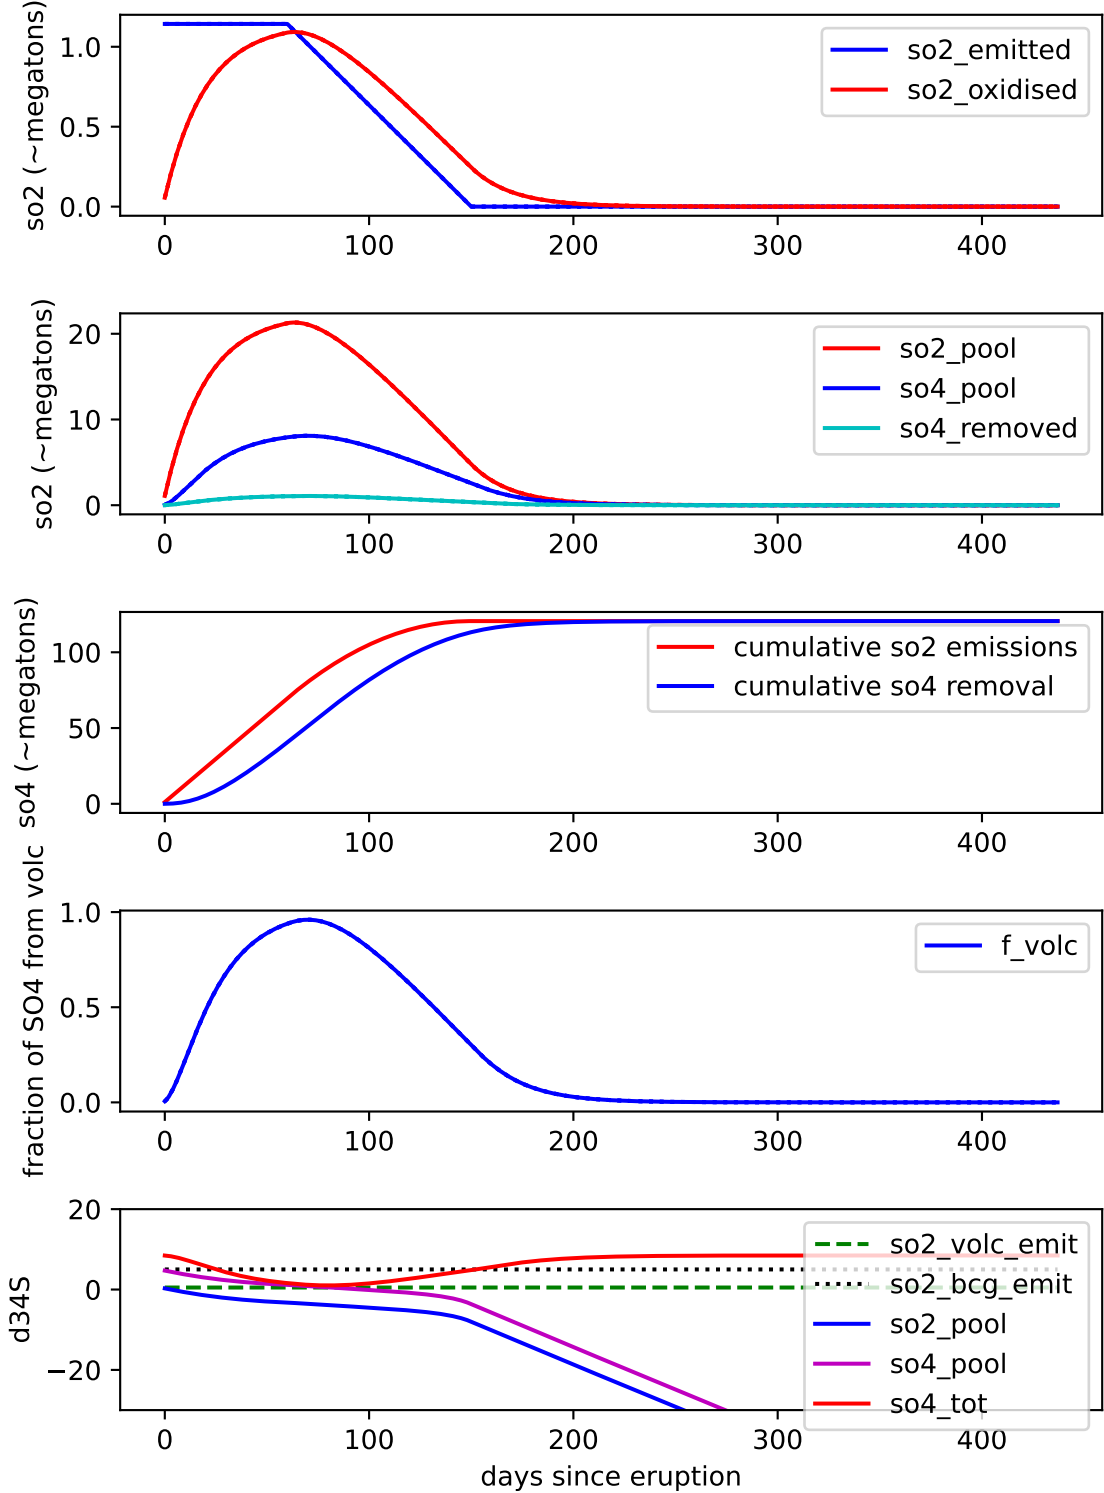 so2 (~megatons)
1.0
0.5
0.0
so2_emitted
so2_oxidised
0 100 200 300 400
so2 (~megatons)
20
10
0
so2_pool
so4_pool
so4_removed
0 100 200 300 400
so4 (~megatons)
100
50
0
cumulative so2 emissions
cumulative so4 removal
0 100 200 300 400
fraction of SO4 from volc
1.0
0.5
0.0
f_volc
0 100 200 300 400
d34S
20
0
−20
so2_volc_emit
so2_bcg_emit
so2_pool
so4_pool
so4_tot
0 100 200 300 400
days since eruption